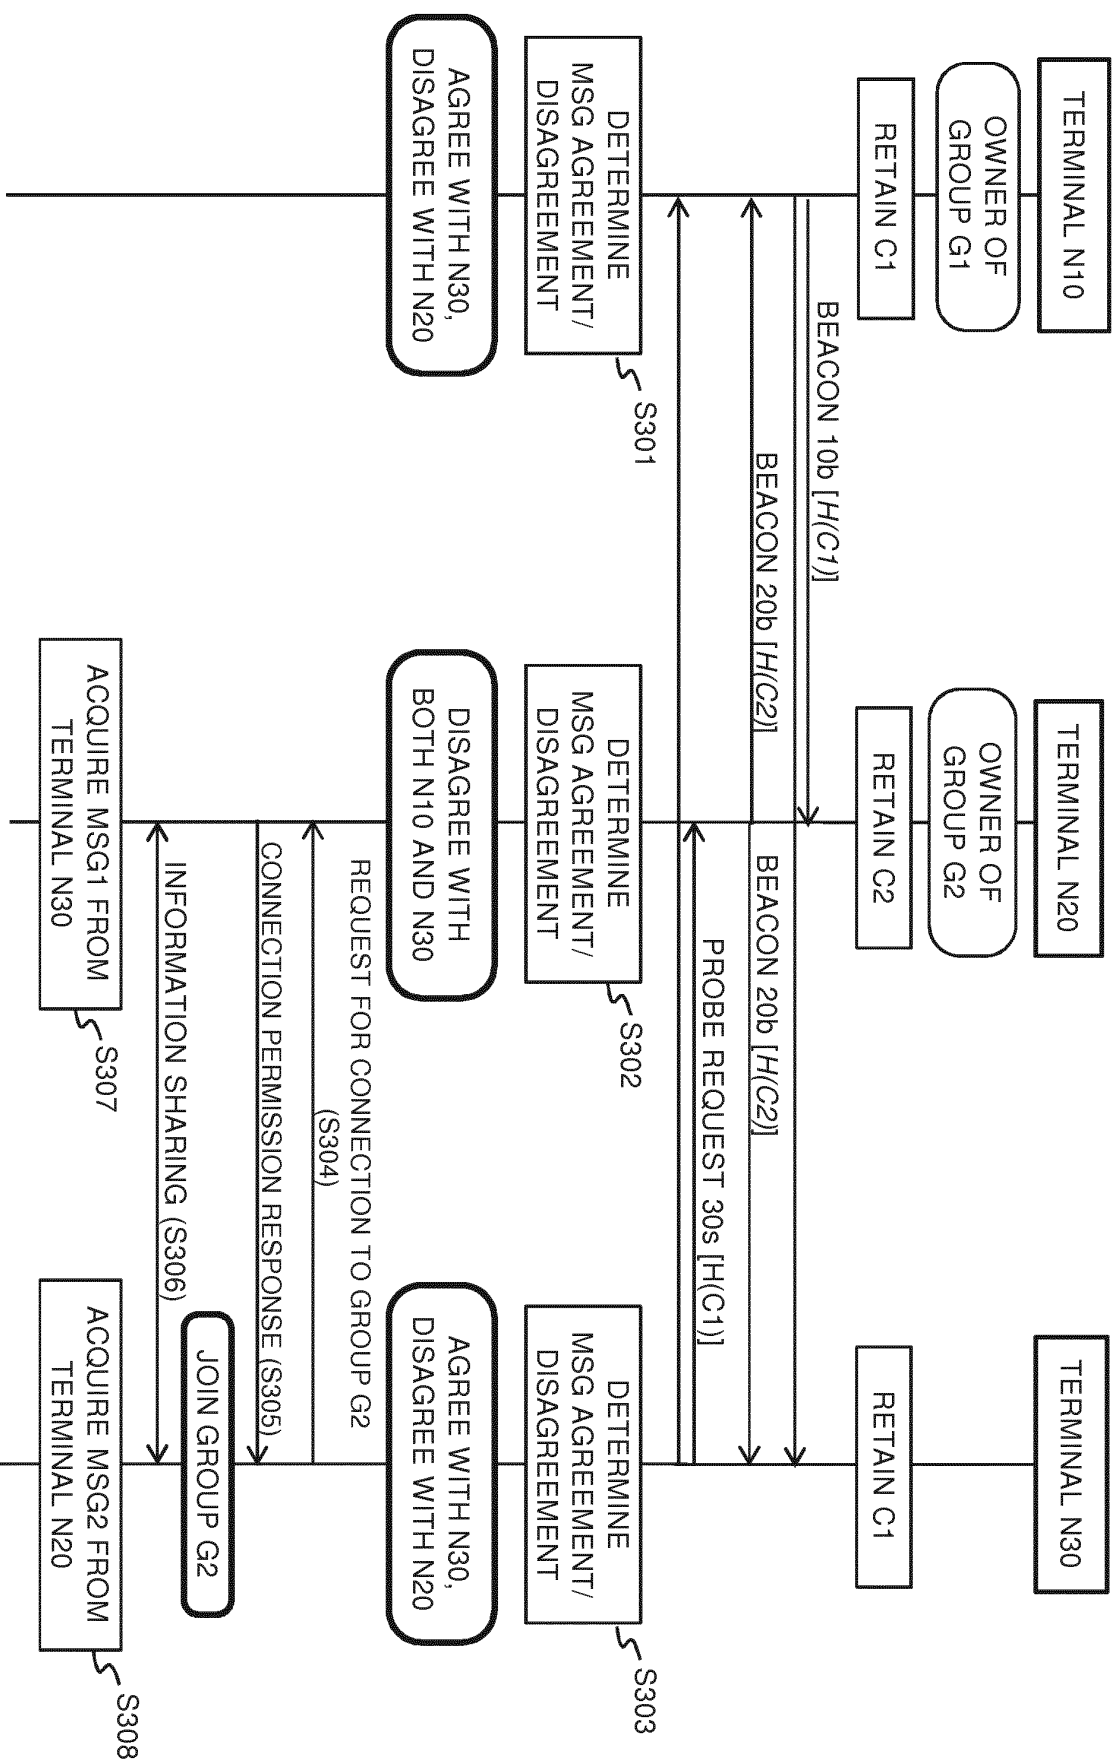 TERMINAL N10
TERMINAL N20
TERMINAL N30
OWNER OF
GROUP G1
OWNER OF
GROUP G2
RETAIN C1
RETAIN C2
RETAIN C1
BEACON 10b [H(C1)]
BEACON 20b [H(C2)]
BEACON 20b [H(C2)]
PROBE REQUEST 30s [H(C1)]
DETERMINE
MSG AGREEMENT/
DISAGREEMENT
S301
DETERMINE
MSG AGREEMENT/
DISAGREEMENT
S302
DETERMINE
MSG AGREEMENT/
DISAGREEMENT
S303
AGREE WITH N30,
DISAGREE WITH N20
DISAGREE WITH
BOTH N10 AND N30
AGREE WITH N30,
DISAGREE WITH N20
REQUEST FOR CONNECTION TO GROUP G2
(S304)
CONNECTION PERMISSION RESPONSE (S305)
JOIN GROUP G2
INFORMATION SHARING (S306)
ACQUIRE MSG1 FROM
TERMINAL N30
S307
ACQUIRE MSG2 FROM
TERMINAL N20
S308